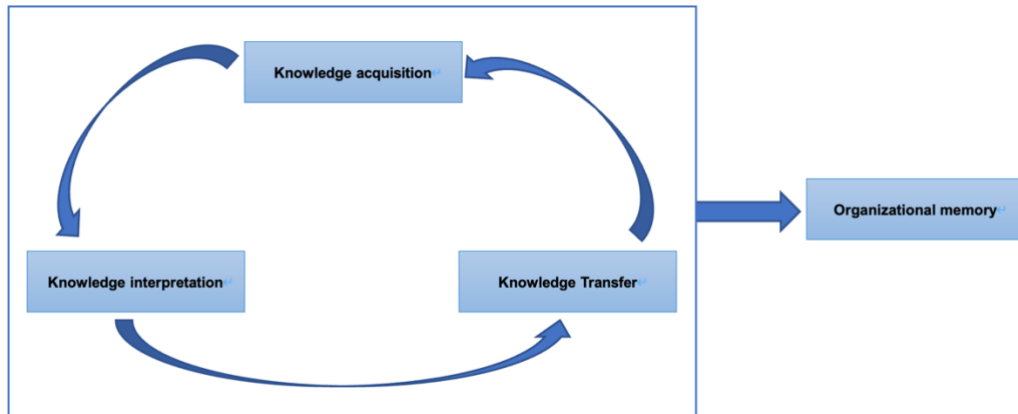 Knowledge acquisition
Organizational memory
Knowledge interpretation
Knowledge Transfer